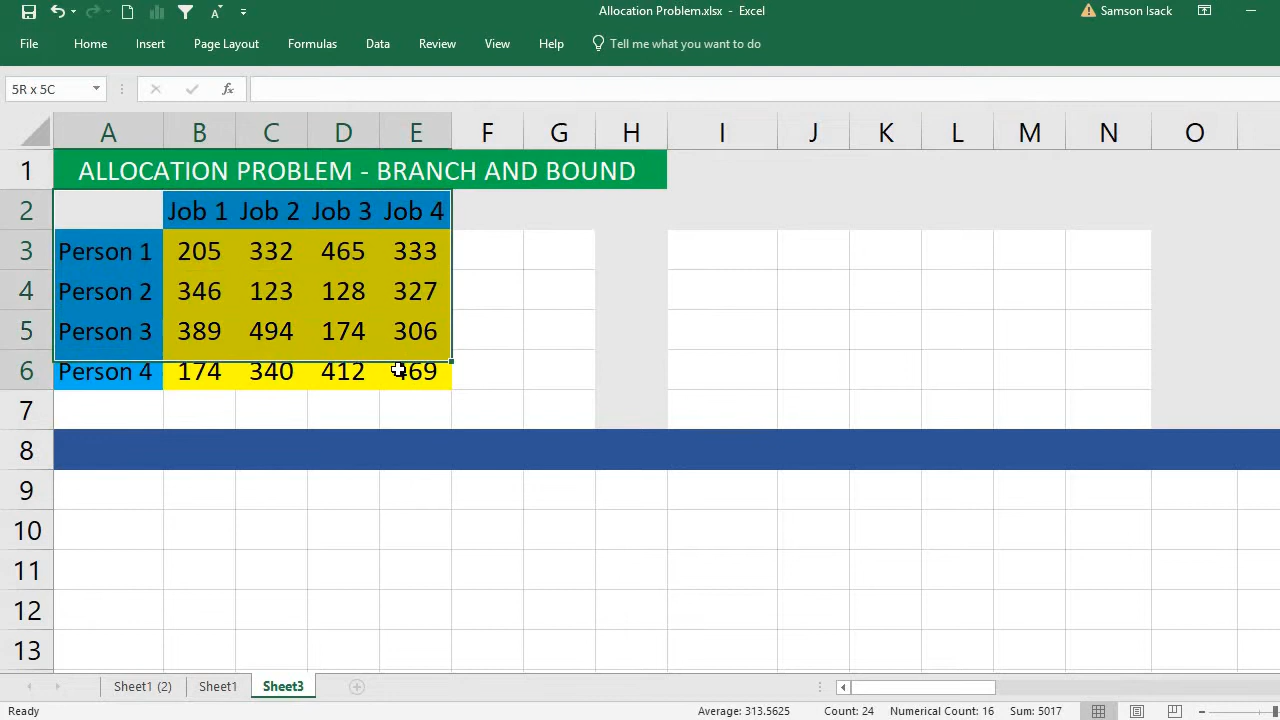 Allocation Problem.xlsx - Excel
Samson Isack
File Home Insert Page Layout Formulas Data Review View Help Tell me what you want to do
5R x 5C fx
A B C D E F G H I J K L M N O
1 ALLOCATION PROBLEM - BRANCH AND BOUND
2 Job 1 Job 2 Job 3 Job 4
3 Person 1 205 332 465 333
4 Person 2 346 123 128 327
5 Person 3 389 494 174 306
6 Person 4 174 340 412 469
7
8
9
10
11
12
13
Sheet1 (2) Sheet1 Sheet3
Ready Average: 313.5625 Count: 24 Numerical Count: 16 Sum: 5017